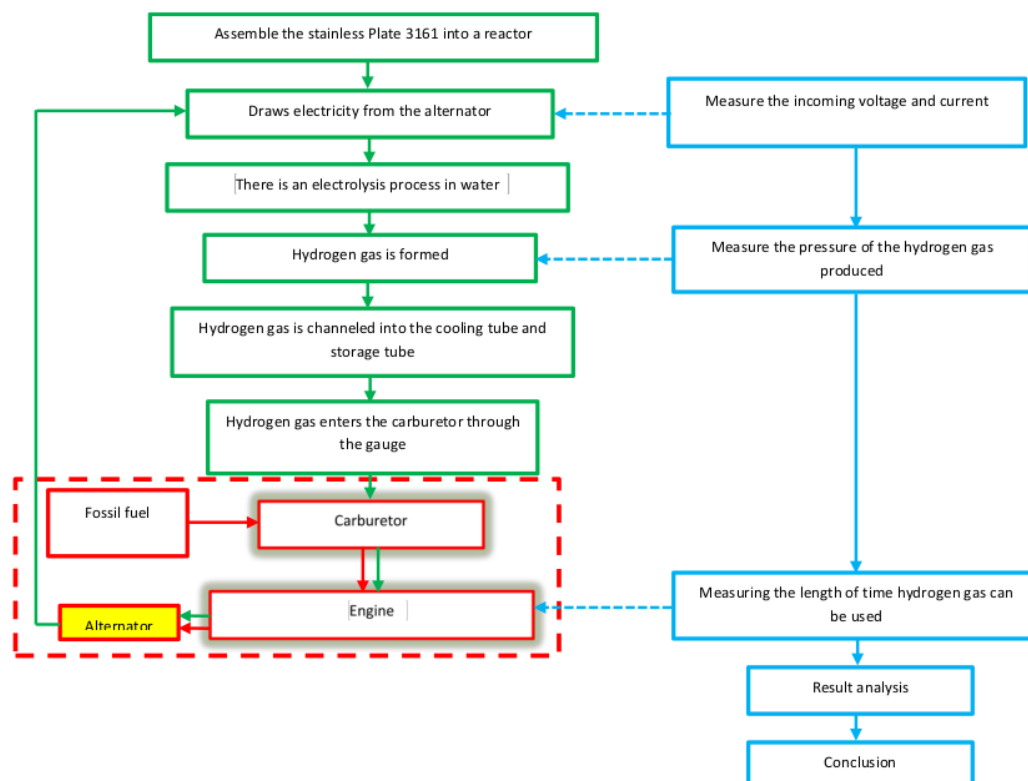 Assemble the stainless Plate 3161 into a reactor
Draws electricity from the alternator
There is an electrolysis process in water
Hydrogen gas is formed
Hydrogen gas is channeled into the cooling tube and
storage tube
Hydrogen gas enters the carburetor through
the gauge
Fossil fuel
Carburetor
Engine
Alternator
Measure the incoming voltage and current
Measure the pressure of the hydrogen gas
produced
Measuring the length of time hydrogen gas can
be used
Result analysis
Conclusion